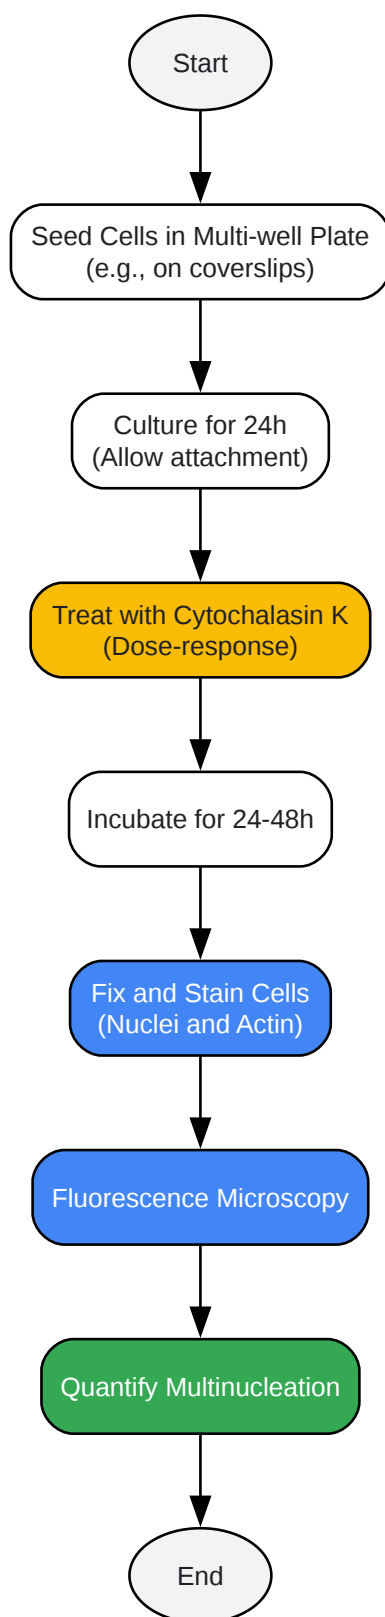 Start
Seed Cells in Multi-well Plate
(e.g., on coverslips)
Culture for 24h
(Allow attachment)
Treat with Cytochalasin K
(Dose-response)
Incubate for 24-48h
Fix and Stain Cells
(Nuclei and Actin)
Fluorescence Microscopy
Quantify Multinucleation
End